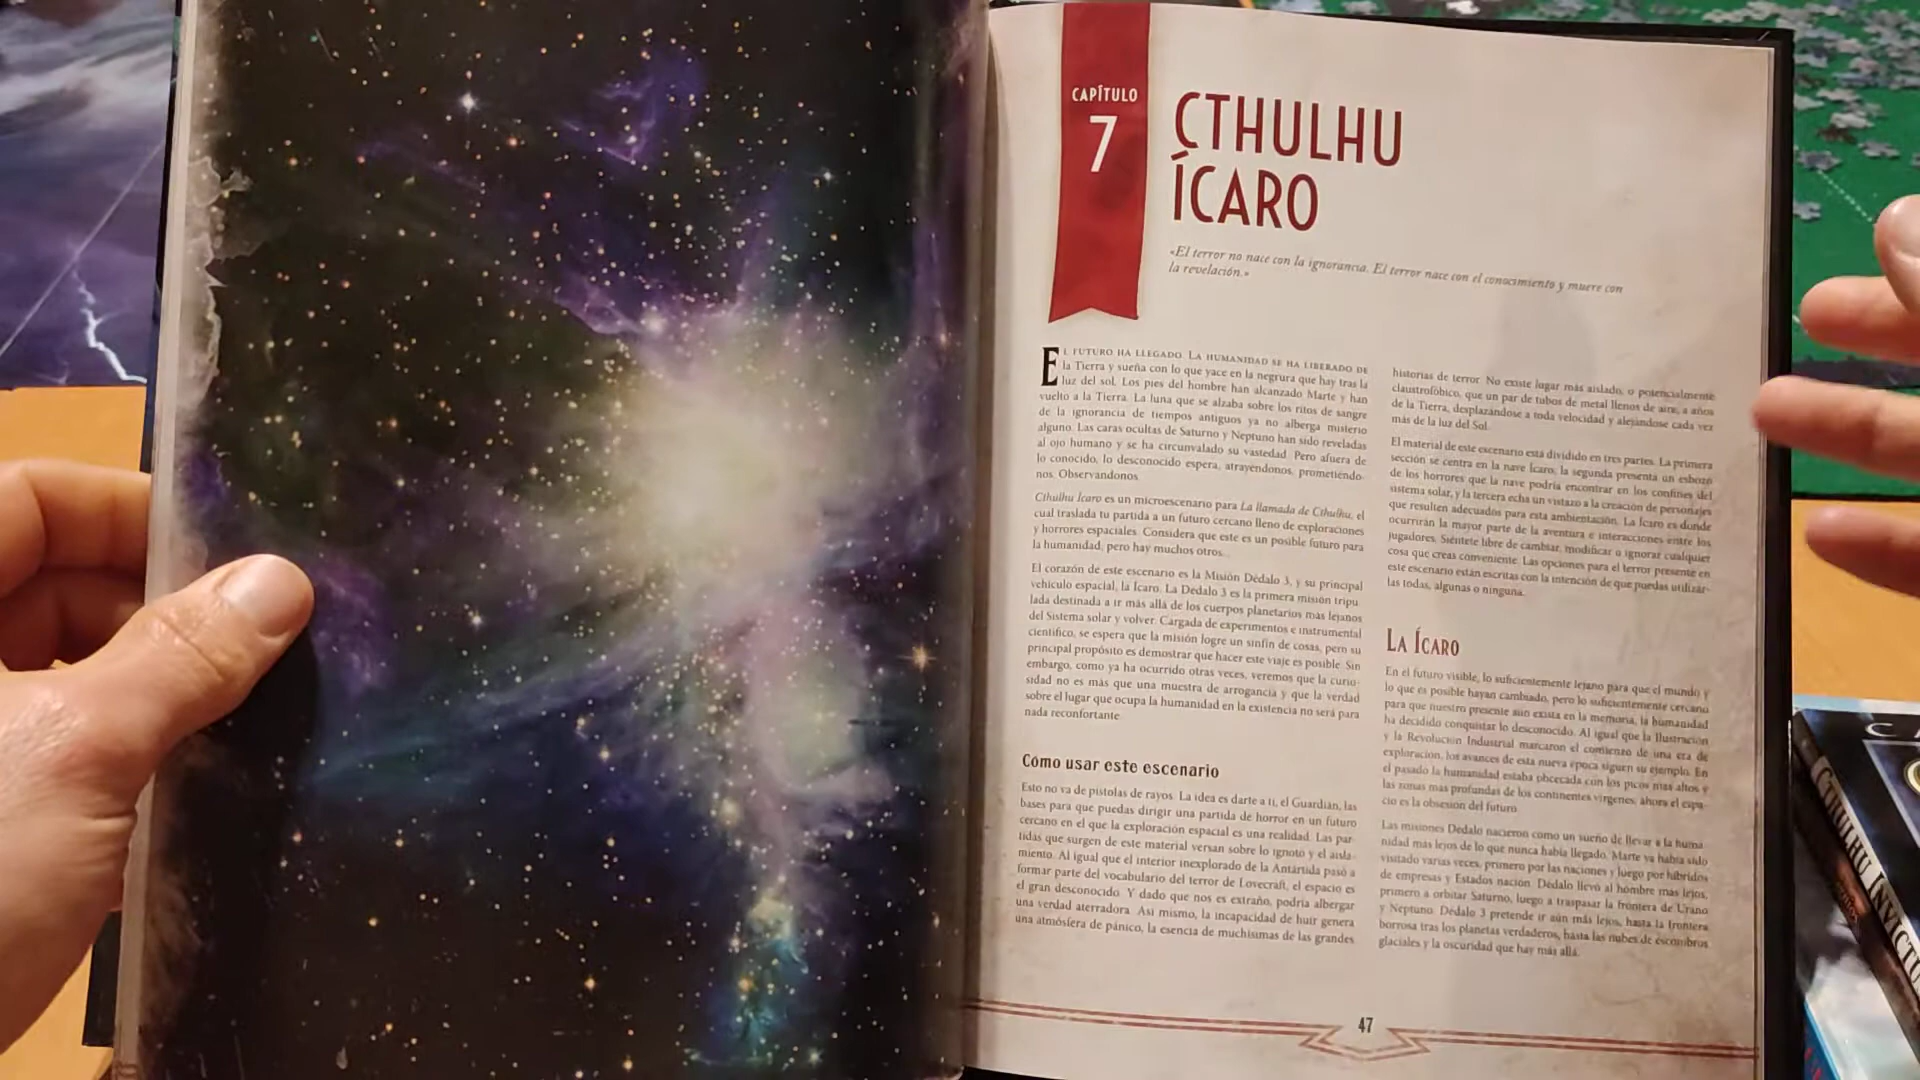 CAPÍTULO
7
CTHULHU
ÍCARO
«El terror no nace con la ignorancia. El terror nace con el conocimiento y muere con
la revelación.»
EL FUTURO HA LLEGADO. LA HUMANIDAD SE HA LIBERADO DE
la Tierra y sueña con lo que yace en la negrura que hay tras la
luz del sol. Los pies del hombre han alcanzado Marte y han
vuelto a la Tierra. La luna que se alzaba sobre los ritos de sangre
de la ignorancia de tiempos antiguos ya no alberga misterio
alguno. Las caras ocultas de Saturno y Neptuno han sido reveladas
al ojo humano y se ha circunvalado su vastedad. Pero afuera de
lo conocido, lo desconocido espera, atrayéndonos, prometiéndo-
nos. Observándonos.
Cthulhu Ícaro es un microescenario para La llamada de Cthulhu, el
cual traslada tu partida a un futuro cercano lleno de exploraciones
y horrores espaciales. Considera que este es un posible futuro para
la humanidad, pero hay muchos otros...
El corazón de este escenario es la Misión Dédalo 3, y su principal
vehículo espacial, la Ícaro. La Dédalo 3 es la primera misión tripu-
lada destinada a ir más allá de los cuerpos planetarios más lejanos
del Sistema solar y volver. Cargada de experimentos e instrumental
científico, se espera que la misión logre un sinfín de cosas, pero su
principal propósito es demostrar que hacer este viaje es posible. Sin
embargo, como ya ha ocurrido otras veces, veremos que la curio-
sidad no es más que una muestra de arrogancia y que la verdad
sobre el lugar que ocupa la humanidad en la existencia no será para
nada reconfortante.
Cómo usar este escenario
Esto no va de pistolas de rayos. La idea es darte a ti, el Guardián, las
bases para que puedas dirigir una partida de horror en un futuro
cercano en el que la exploración espacial es una realidad. Las par-
tidas que surgen de este material versan sobre lo ignoto y el aisla-
miento. Al igual que el interior inexplorado de la Antártida pasó a
formar parte del vocabulario del terror de Lovecraft, el espacio es
el gran desconocido. Y dado que nos es extraño, podría albergar
una verdad aterradora. Así mismo, la incapacidad de huir genera
una atmósfera de pánico, la esencia de muchísimas de las grandes
historias de terror. No existe lugar más aislado, o potencialmente
claustrofóbico, que un par de tubos de metal llenos de aire, a años
de la Tierra, desplazándose a toda velocidad y alejándose cada vez
más de la luz del Sol.
El material de este escenario está dividido en tres partes. La primera
sección se centra en la nave Ícaro, la segunda presenta un esbozo
de los horrores que la nave podría encontrar en los confines del
sistema solar, y la tercera echa un vistazo a la creación de personajes
que resulten adecuados para esta ambientación. La Ícaro es donde
ocurrirán la mayor parte de la aventura e interacciones entre los
jugadores. Siéntete libre de cambiar, modificar o ignorar cualquier
cosa que creas conveniente. Las opciones para el terror presente en
este escenario están escritas con la intención de que puedas utilizar-
las todas, algunas o ninguna.
LA ÍCARO
En el futuro visible, lo suficientemente lejano para que el mundo y
lo que es posible hayan cambiado, pero lo suficientemente cercano
para que nuestro presente aún exista en la memoria, la humanidad
ha decidido conquistar lo desconocido. Al igual que la Ilustración
y la Revolución Industrial marcaron el comienzo de una era de
exploración, los avances de esta nueva época siguen su ejemplo. En
el pasado la humanidad estaba obcecada con los picos más altos y
las zonas más profundas de los continentes vírgenes; ahora el espa-
cio es la obsesión del futuro.
Las misiones Dédalo nacieron como un sueño de llevar a la huma-
nidad más lejos de lo que nunca había llegado. Marte ya había sido
visitado varias veces, primero por las naciones y luego por híbridos
de empresas y Estados nación. Dédalo llevó al hombre más lejos,
primero a orbitar Saturno, luego a traspasar la frontera de Urano
y Neptuno. Dédalo 3 pretende ir aún más lejos, hasta la frontera
borrosa tras los planetas verdaderos, hasta las nubes de escombros
glaciales y la oscuridad que hay más allá.
47
CTHULHU INVICTUS